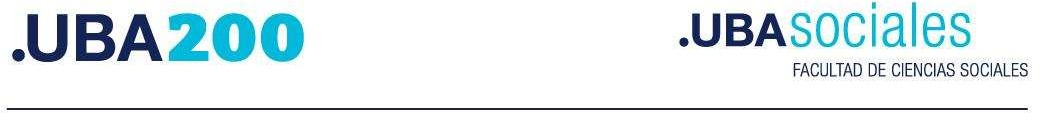 .UBA200
.UBAsociales
FACULTAD DE CIENCIAS SOCIALES